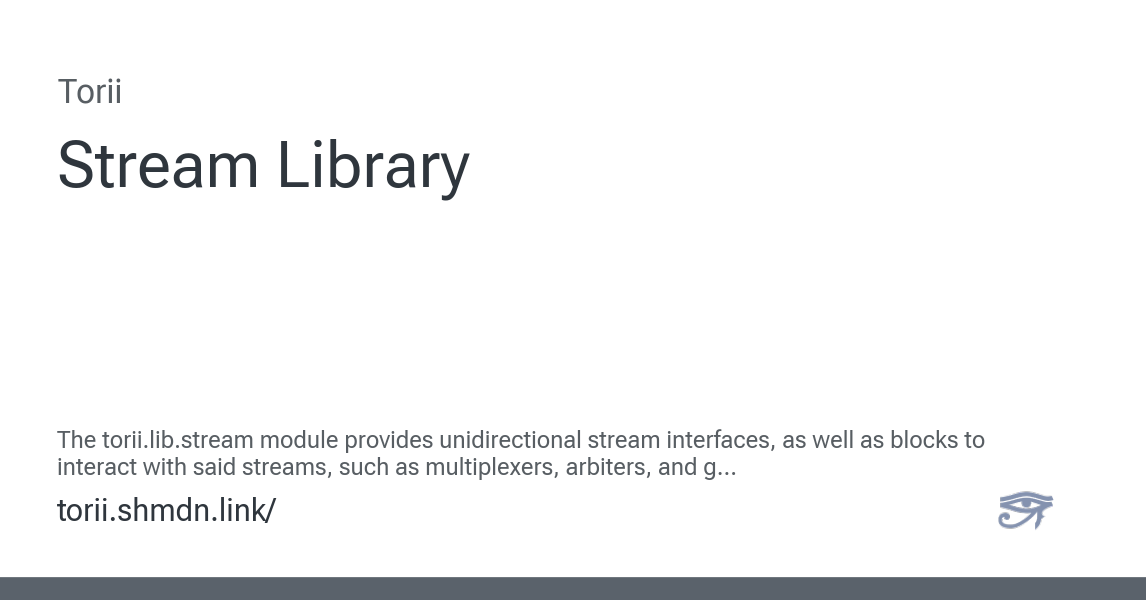 Torii
Stream Library
The torii.lib.stream module provides unidirectional stream interfaces, as well as blocks to
interact with said streams, such as multiplexers, arbiters, and g...
torii.shmdn.link/